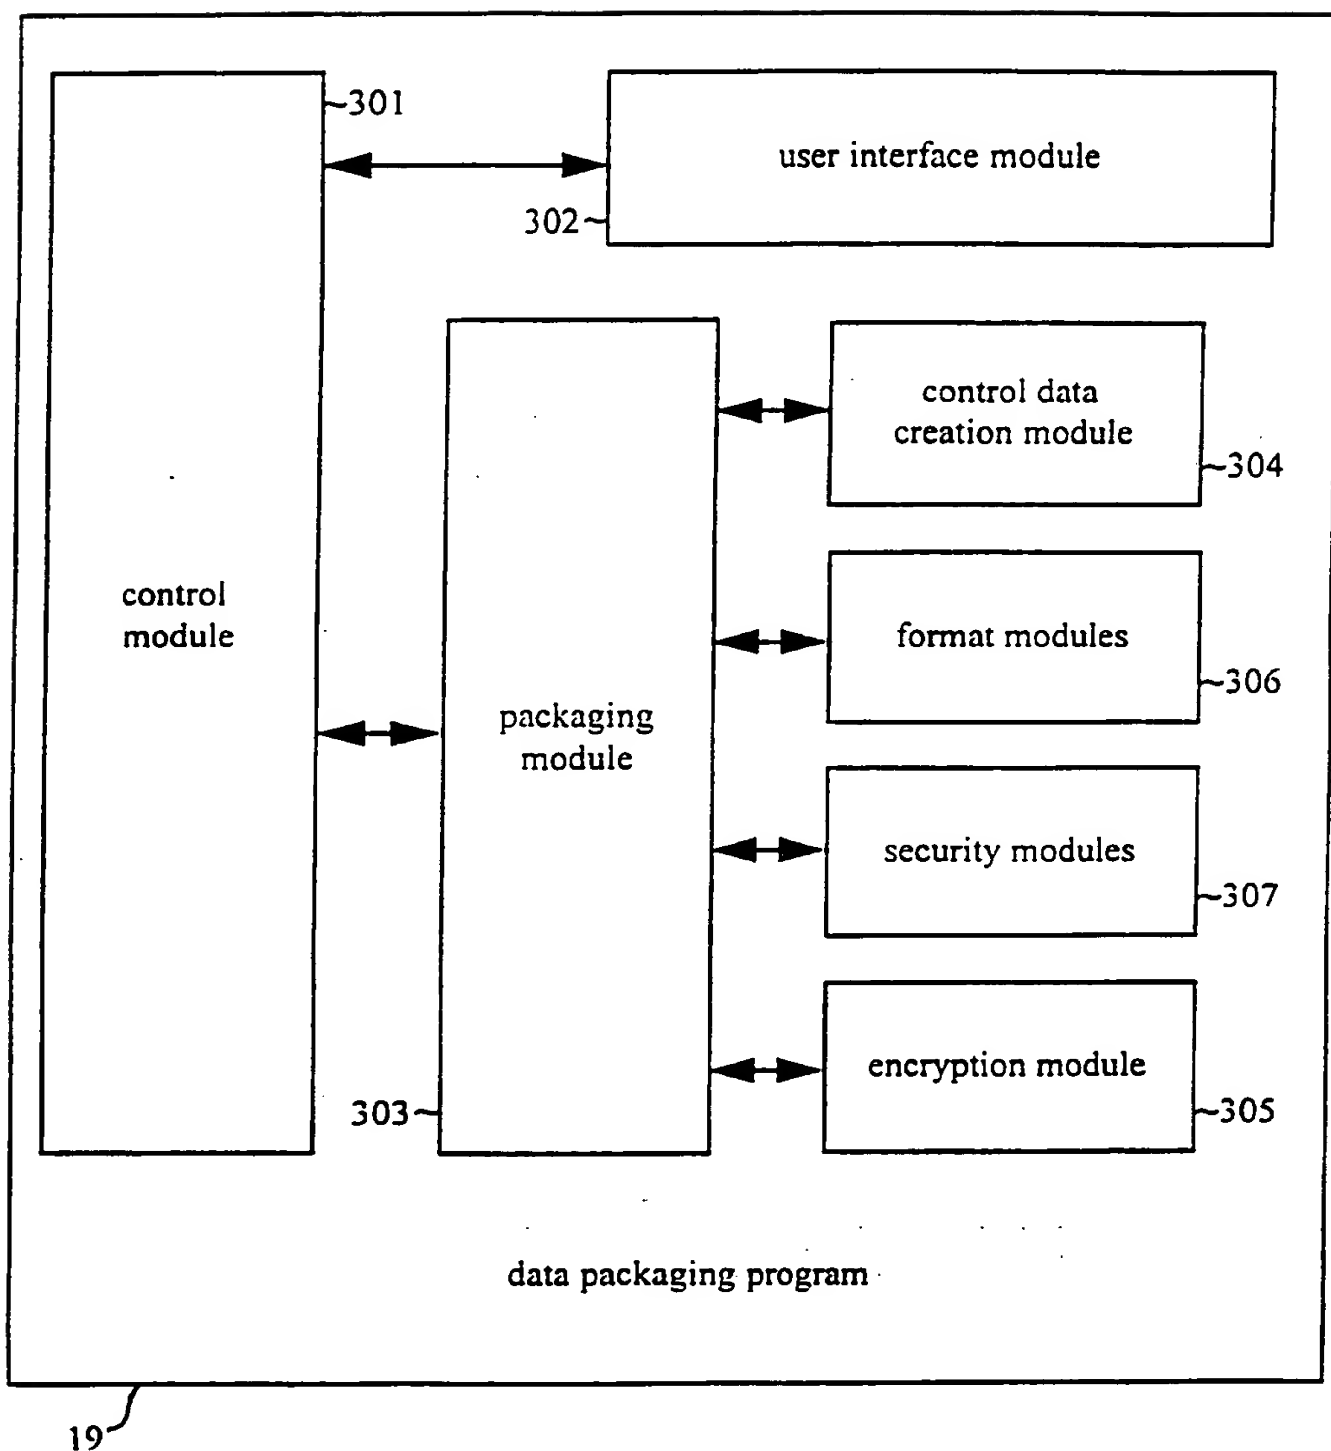 301
user interface module
302
control data
creation module
304
control
module
format modules
306
packaging
module
security modules
307
encryption module
303
305
data packaging program
19